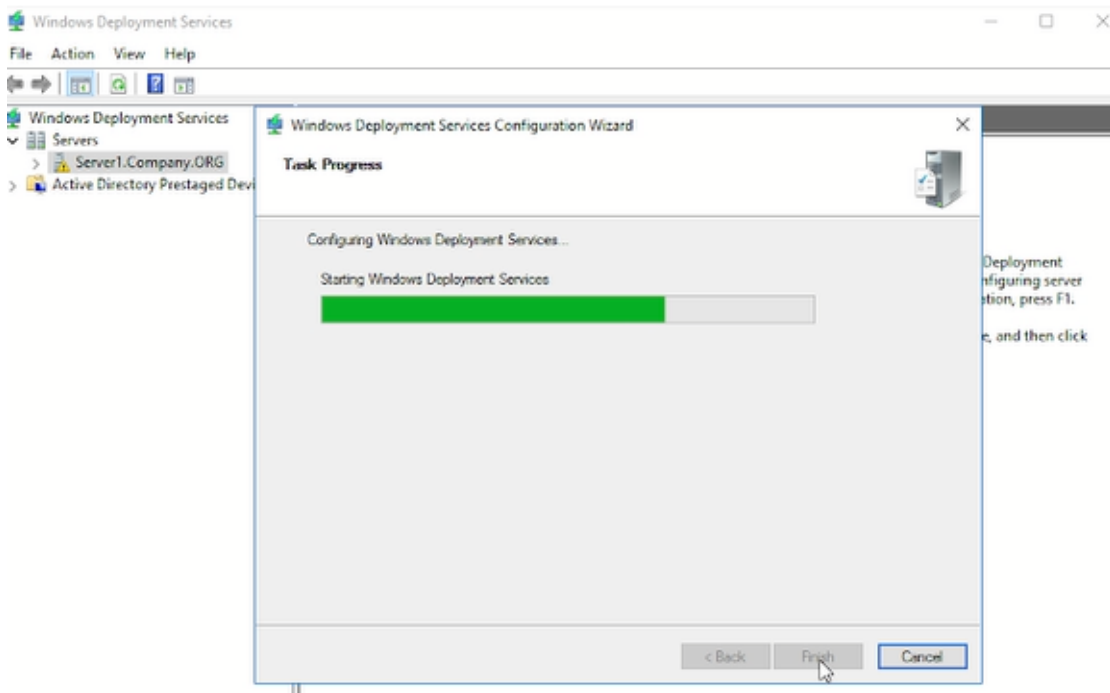 Windows Deployment Services
File Action View Help
Windows Deployment Services
Servers
Server1.Company.ORG
Active Directory Prestaged Devi
Windows Deployment Services Configuration Wizard
Task Progress
Configuring Windows Deployment Services...
Starting Windows Deployment Services
Deployment
nfiguring server
ation, press F1.
e, and then click
< Back Finish Cancel